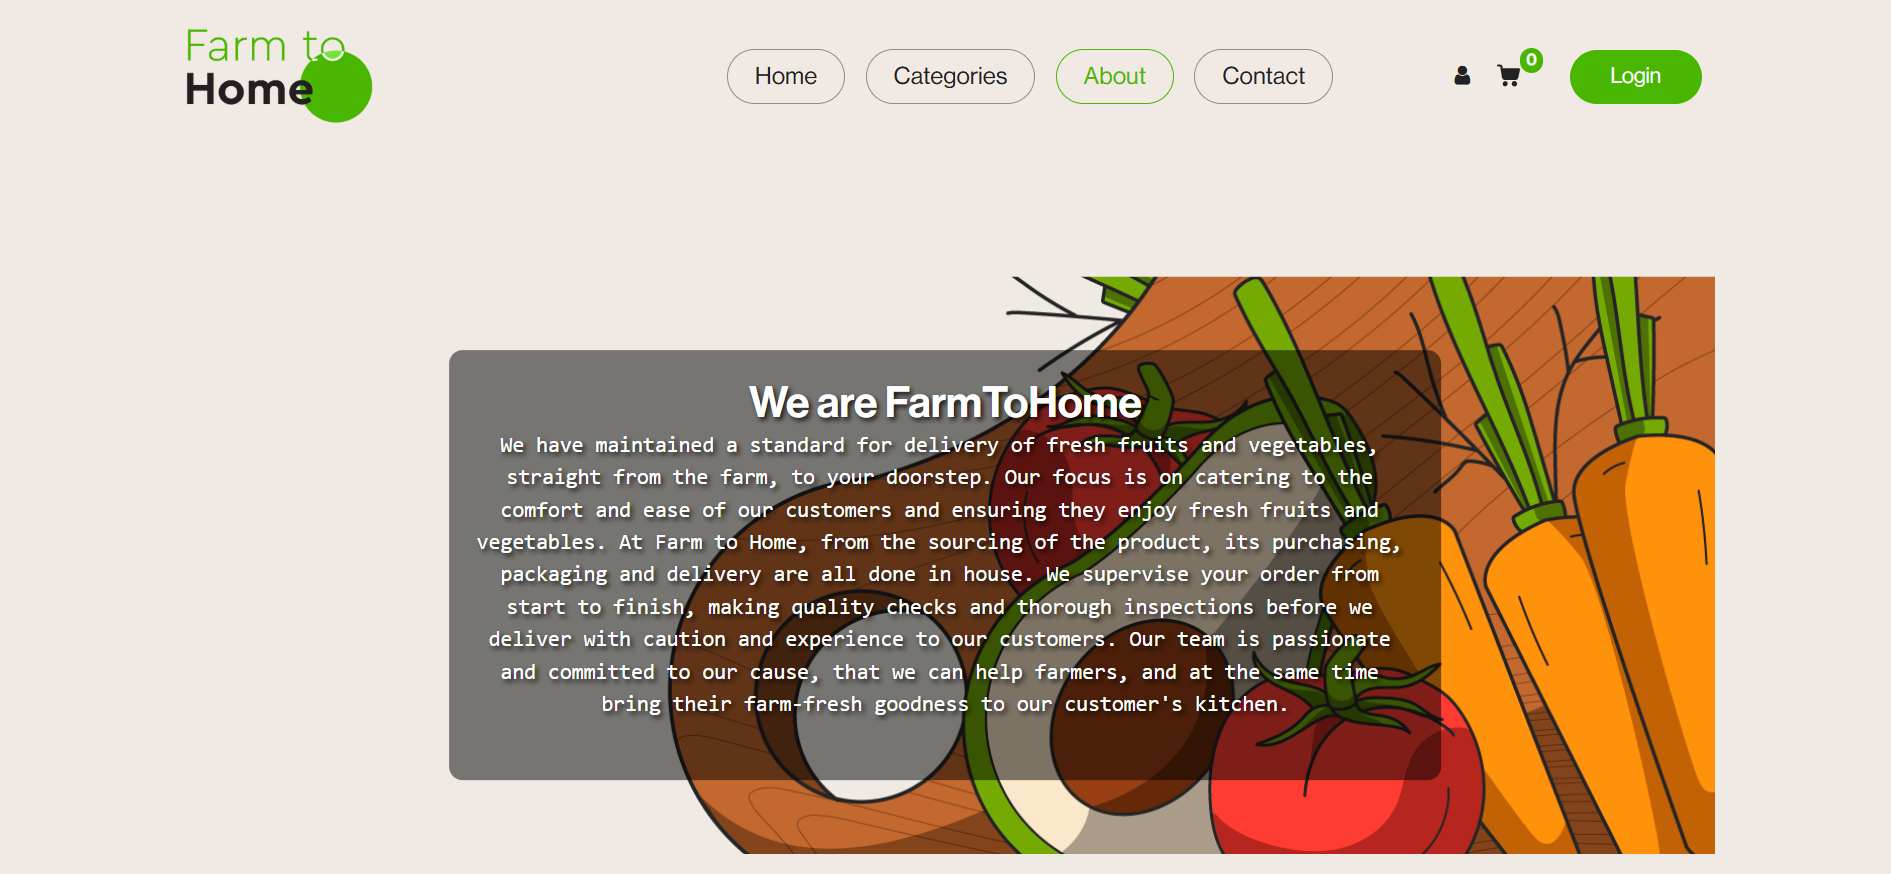 Farm to
Home
Home
Categories
About
Contact
0
Login
We are FarmToHome
We have maintained a standard for delivery of fresh fruits and vegetables,
straight from the farm, to your doorstep. Our focus is on catering to the
comfort and ease of our customers and ensuring they enjoy fresh fruits and
vegetables. At Farm to Home, from the sourcing of the product, its purchasing,
packaging and delivery are all done in house. We supervise your order from
start to finish, making quality checks and thorough inspections before we
deliver with caution and experience to our customers. Our team is passionate
and committed to our cause, that we can help farmers, and at the same time
bring their farm-fresh goodness to our customer's kitchen.